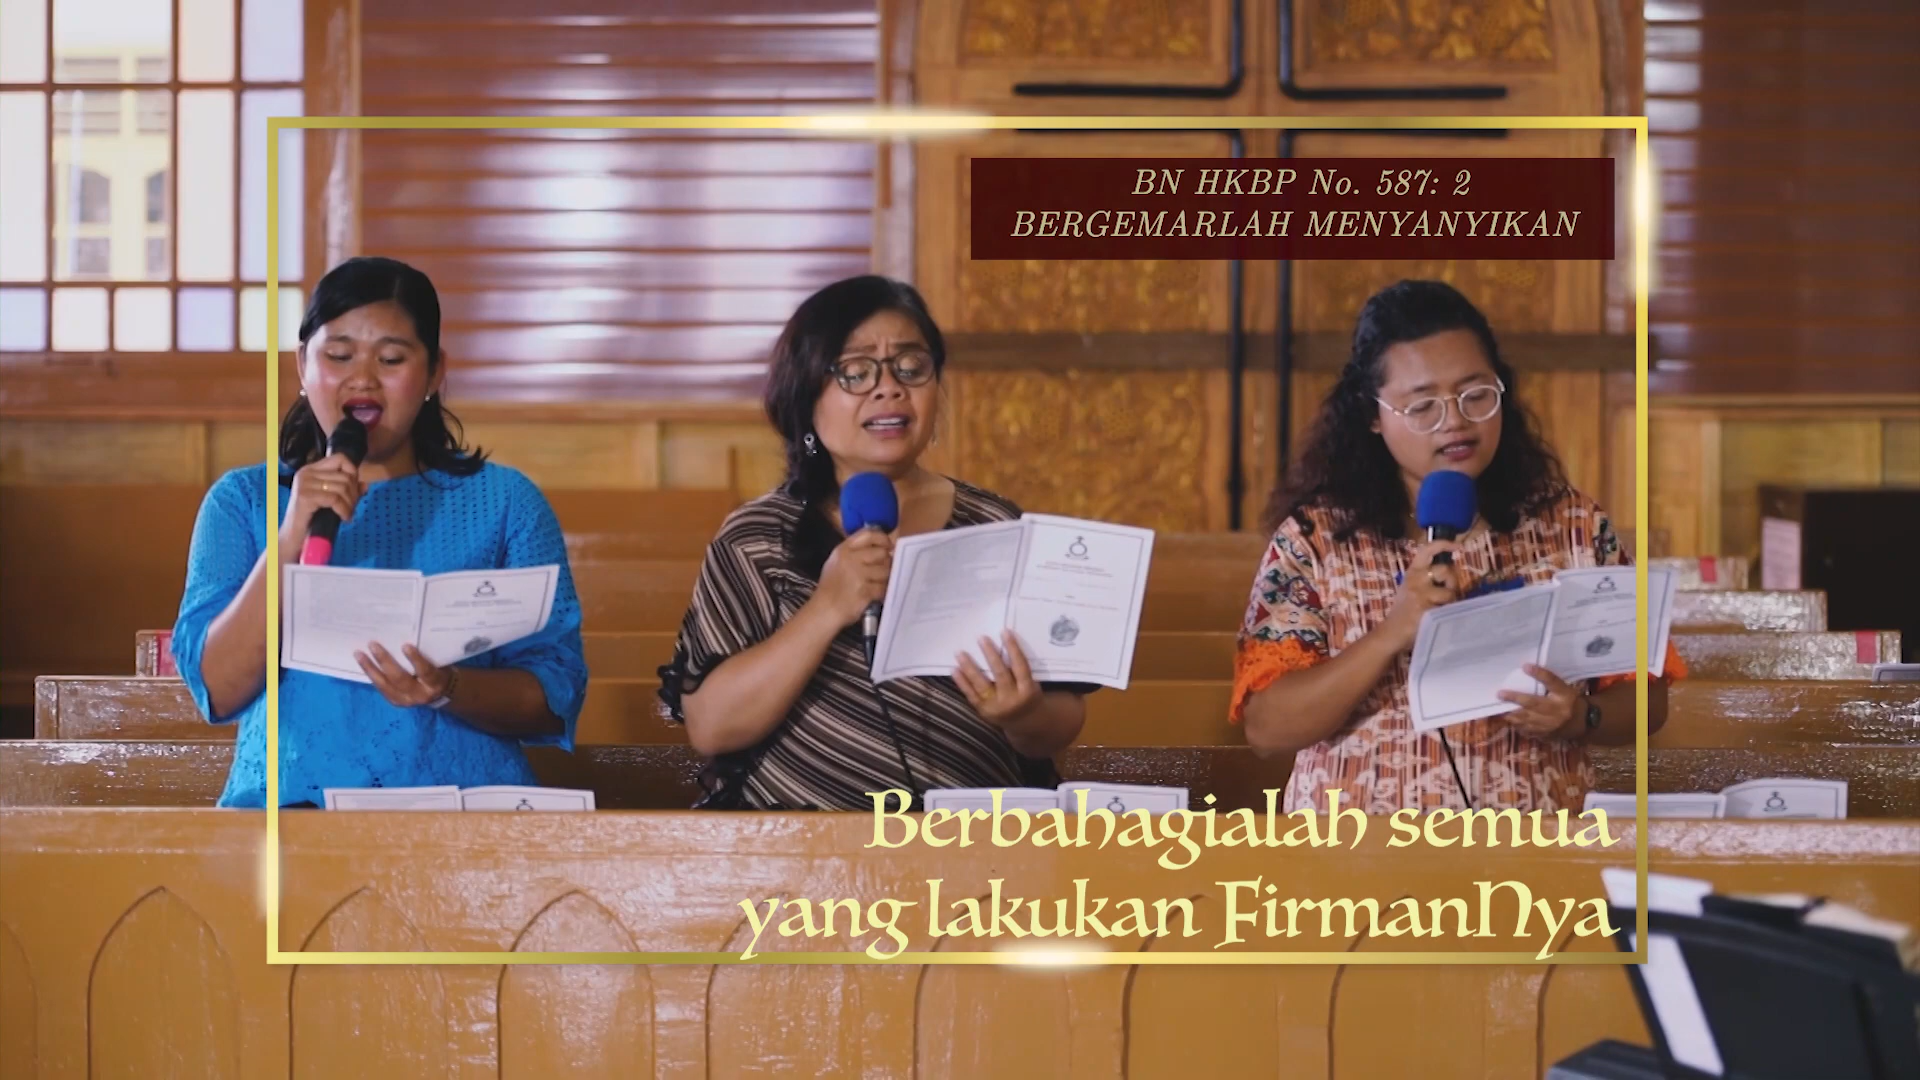 BN HKBP No. 587: 2
BERGEMARLAH MENYANYIKAN
Berbahagialah semua
yang lakukan FirmanNya